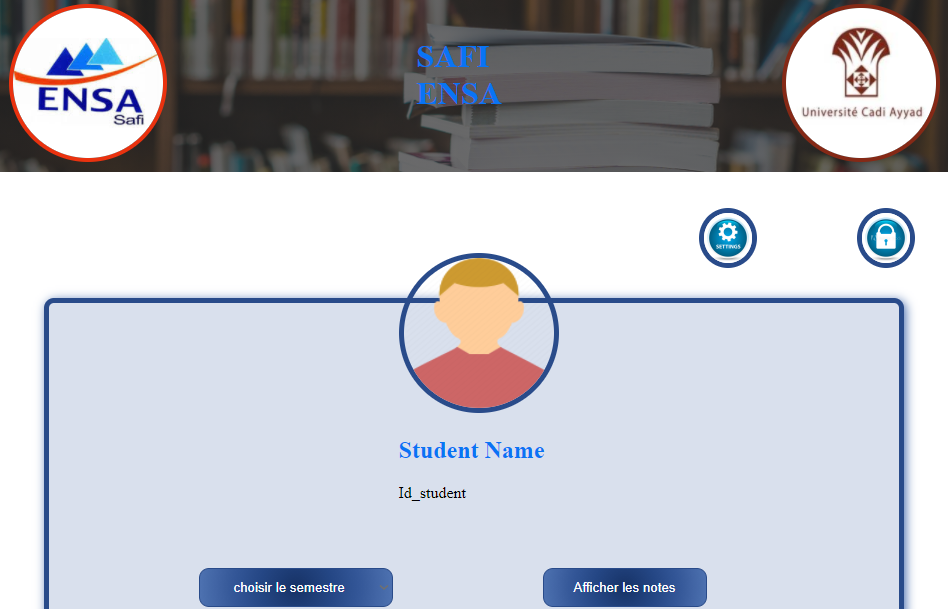 ENSA
Safi
SAFI
ENSA
Université Cadi Ayyad
SETTINGS
Student Name
Id_student
choisir le semestre
Afficher les notes